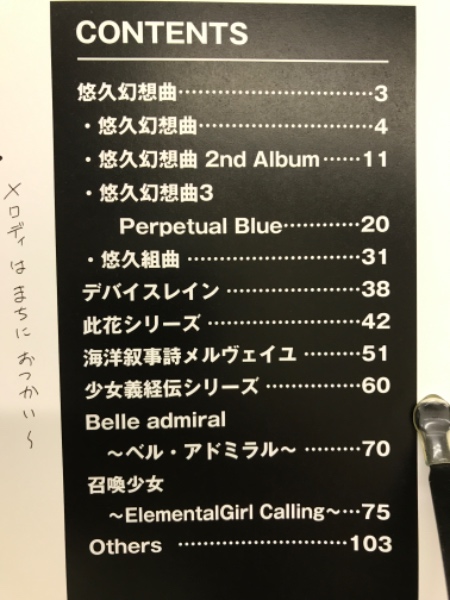 CONTENTS
悠久幻想曲…………………………3
・悠久幻想曲………………………4
・悠久幻想曲 2nd Album……11
・悠久幻想曲3
Perpetual Blue…………20
・悠久組曲 …………………31
デバイスレイン …………………38
此花シリーズ ……………………42
海洋叙事詩メルヴェイユ …………51
少女義経伝シリーズ ……………60
Belle admiral
～ベル・アドミラル～ ………70
召喚少女
～ElementalGirl Calling～…75
Others ……………………103
メロディ は まちに おつかい～